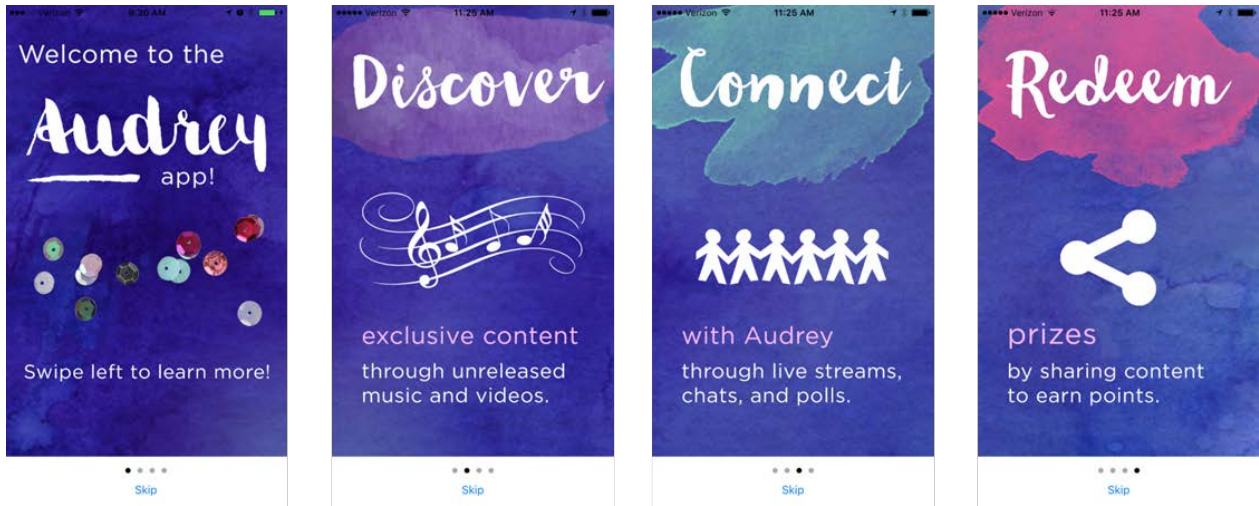 Verizon 9:30 AM
Welcome to the
Audrey
app!
Swipe left to learn more!
Skip
Verizon 11:25 AM
Discover
exclusive content
through unreleased
music and videos.
Skip
Verizon 11:25 AM
Connect
with Audrey
through live streams,
chats, and polls.
Skip
Verizon 11:25 AM
Redeem
prizes
by sharing content
to earn points.
Skip